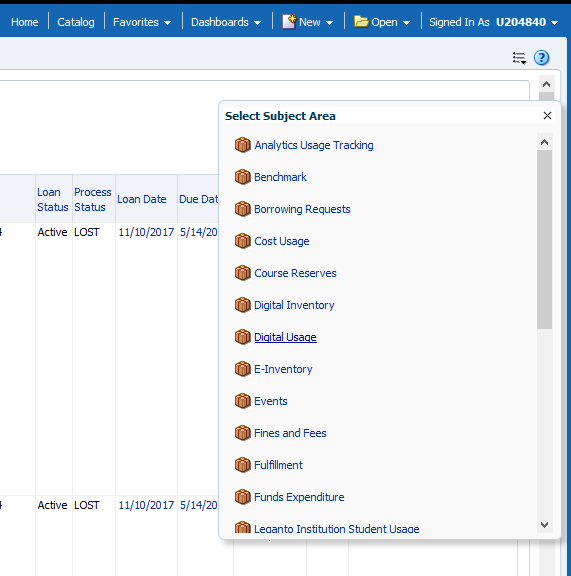 Home Catalog Favorites Dashboards New Open Signed In As U204840
Select Subject Area
Analytics Usage Tracking
Benchmark
Borrowing Requests
Cost Usage
Course Reserves
Digital Inventory
Digital Usage
E-Inventory
Events
Fines and Fees
Fulfillment
Funds Expenditure
Leganto Institution Student Usage
Loan Status Process Status Loan Date Due Dat
4 Active LOST 11/10/2017 5/14/20
4 Active LOST 11/10/2017 5/14/20